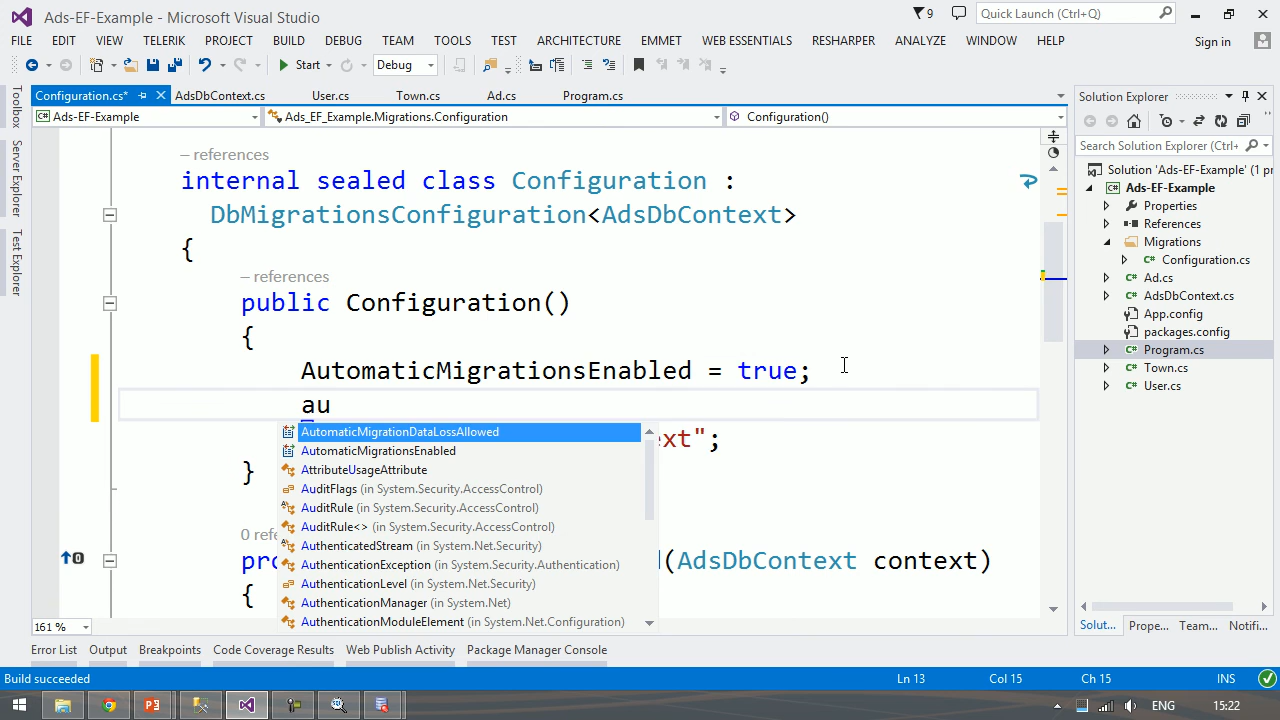 Ads-EF-Example - Microsoft Visual Studio
9
Quick Launch (Ctrl+Q)
FILE EDIT VIEW TELERIK PROJECT BUILD DEBUG TEAM TOOLS TEST ARCHITECTURE EMMET WEB ESSENTIALS RESHARPER ANALYZE WINDOW HELP Sign in
Start Debug
Configuration.cs* AdsDbContext.cs User.cs Town.cs Ad.cs Program.cs
Ads-EF-Example Ads_EF_Example.Migrations.Configuration Configuration()
Toolbox
Server Explorer
Test Explorer
– references
internal sealed class Configuration :
DbMigrationsConfiguration<AdsDbContext>
{
– references
public Configuration()
{
AutomaticMigrationsEnabled = true;
au
ext";
}
AutomaticMigrationDataLossAllowed
AutomaticMigrationsEnabled
AttributeUsageAttribute
AuditFlags (in System.Security.AccessControl)
AuditRule (in System.Security.AccessControl)
AuditRule<> (in System.Security.AccessControl)
AuthenticatedStream (in System.Net.Security)
AuthenticationException (in System.Security.Authentication)
AuthenticationLevel (in System.Net.Security)
AuthenticationManager (in System.Net)
AuthenticationModuleElement (in System.Net.Configuration)
0 refe
pro d(AdsDbContext context)
{
161 %
Solution Explorer
Search Solution Explorer (Ctrl+
Solution 'Ads-EF-Example' (1 pr
Ads-EF-Example
Properties
References
Migrations
Configuration.cs
Ad.cs
AdsDbContext.cs
App.config
packages.config
Program.cs
Town.cs
User.cs
Solut... Prope... Team... Notifi...
Error List Output Breakpoints Code Coverage Results Web Publish Activity Package Manager Console
Build succeeded Ln 13 Col 15 Ch 15 INS
ENG 15:22